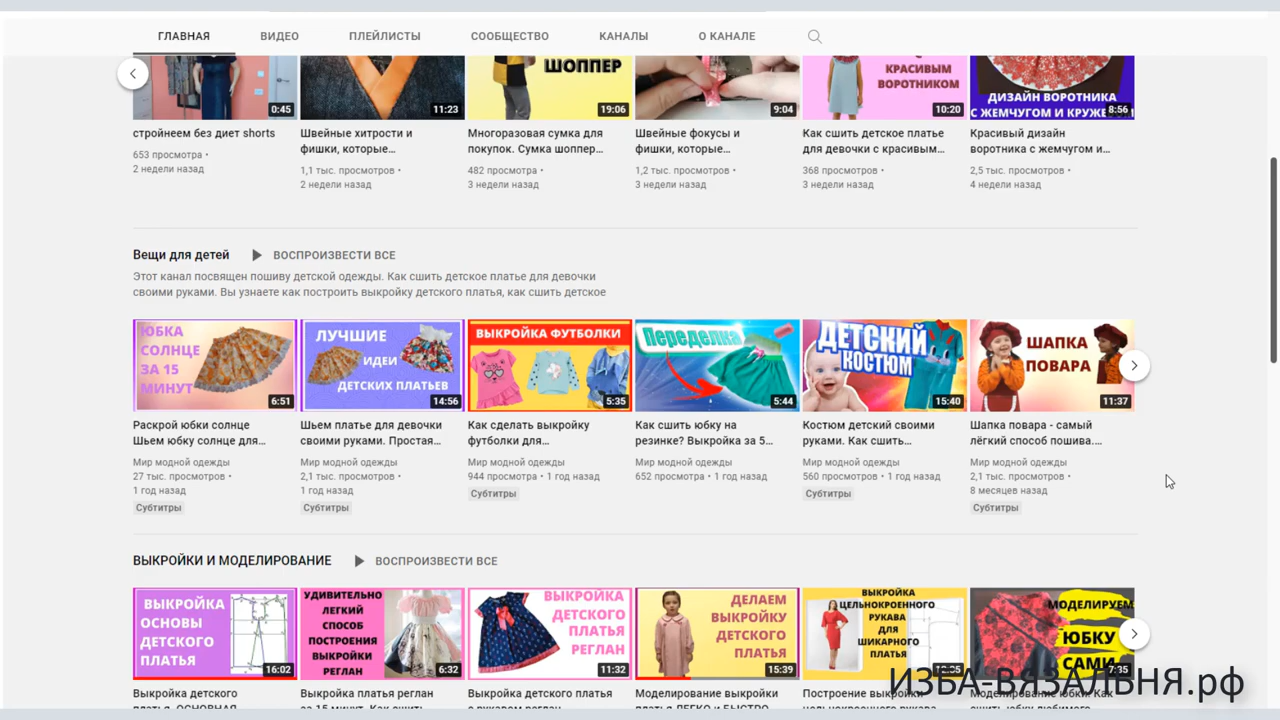 ГЛАВНАЯ
ВИДЕО
ПЛЕЙЛИСТЫ
СООБЩЕСТВО
КАНАЛЫ
О КАНАЛЕ
ШОППЕР
КРАСИВЫМ
ВОРОТНИКОМ
ДИЗАЙН ВОРОТНИКА
С ЖЕМЧУГОМ И
0:45
11:23
19:06
9:04
10:20
8:56
стройнеем без диет shorts
653 просмотра •
2 недели назад
Швейные хитрости и
фишки, которые...
1,1 тыс. просмотров •
2 недели назад
Многоразовая сумка для
покупок. Сумка шоппер...
482 просмотра •
3 недели назад
Швейные фокусы и
фишки, которые...
1,2 тыс. просмотров •
3 недели назад
Как сшить детское платье
для девочки с красивым...
368 просмотров •
3 недели назад
Красивый дизайн
воротника с жемчугом и...
2,5 тыс. просмотров •
4 недели назад
Вещи для детей
ВОСПРОИЗВЕСТИ ВСЕ
Этот канал посвящен пошиву детской одежды. Как сшить детское платье для девочки
своими руками. Вы узнаете как построить выкройку детского платья, как сшить детское
ЮБКА
СОЛНЦЕ
ЗА 15
МИНУТ
6:51
ЛУЧШИЕ
ИДЕИ
ДЕТСКИХ ПЛАТЬЕВ
14:56
ВЫКРОЙКА ФУТБОЛКИ
5:35
Переделка
5:44
ДЕТСКИЙ
КОСТЮМ
15:40
ШАПКА
ПОВАРА
11:37
Раскрой юбки солнце
Шьем юбку солнце для...
Мир модной одежды
27 тыс. просмотров •
1 год назад
Субтитры
Шьем платье для девочки
своими руками. Простая...
Мир модной одежды
2,1 тыс. просмотров •
1 год назад
Субтитры
Как сделать выкройку
футболки для...
Мир модной одежды
944 просмотра • 1 год назад
Субтитры
Как сшить юбку на
резинке? Выкройка за 5...
Мир модной одежды
652 просмотра • 1 год назад
Костюм детский своими
руками. Как сшить...
Мир модной одежды
560 просмотров • 1 год назад
Субтитры
Шапка повара - самый
лёгкий способ пошива....
Мир модной одежды
2,1 тыс. просмотров •
8 месяцев назад
Субтитры
ВЫКРОЙКИ И МОДЕЛИРОВАНИЕ
ВОСПРОИЗВЕСТИ ВСЕ
ВЫКРОЙКА
ОСНОВЫ
ДЕТСКОГО
ПЛАТЬЯ
16:02
УДИВИТЕЛЬНО
ЛЕГКИЙ
СПОСОБ
ПОСТРОЕНИЯ
ВЫКРОЙКИ
РЕГЛАН
6:32
ВЫКРОЙКА
ДЕТСКОГО
ПЛАТЬЯ
РЕГЛАН
11:32
ДЕЛАЕМ
ВЫКРОЙКУ
ДЕТСКОГО
ПЛАТЬЯ
15:39
ВЫКРОЙКА
ЦЕЛЬНОКРОЕННОГО
РУКАВА
ДЛЯ
ШИКАРНОГО
ПЛАТЬЯ
МОДЕЛИРУЕМ
ЮБКУ
САМИ
7:35
Выкройка детского
платья. ОСНОВНАЯ
Выкройка платья реглан
за 15 минут. Как сшить
Выкройка детского платья
с рукавом реглан
Моделирование выкройки
платья ЛЕГКО и БЫСТРО
Построение выкройки
цельнокроеного рукава
Моделирование юбки. Как
сшить юбку любимого
ИЗБА-ВЯЗАЛЬНЯ.рф